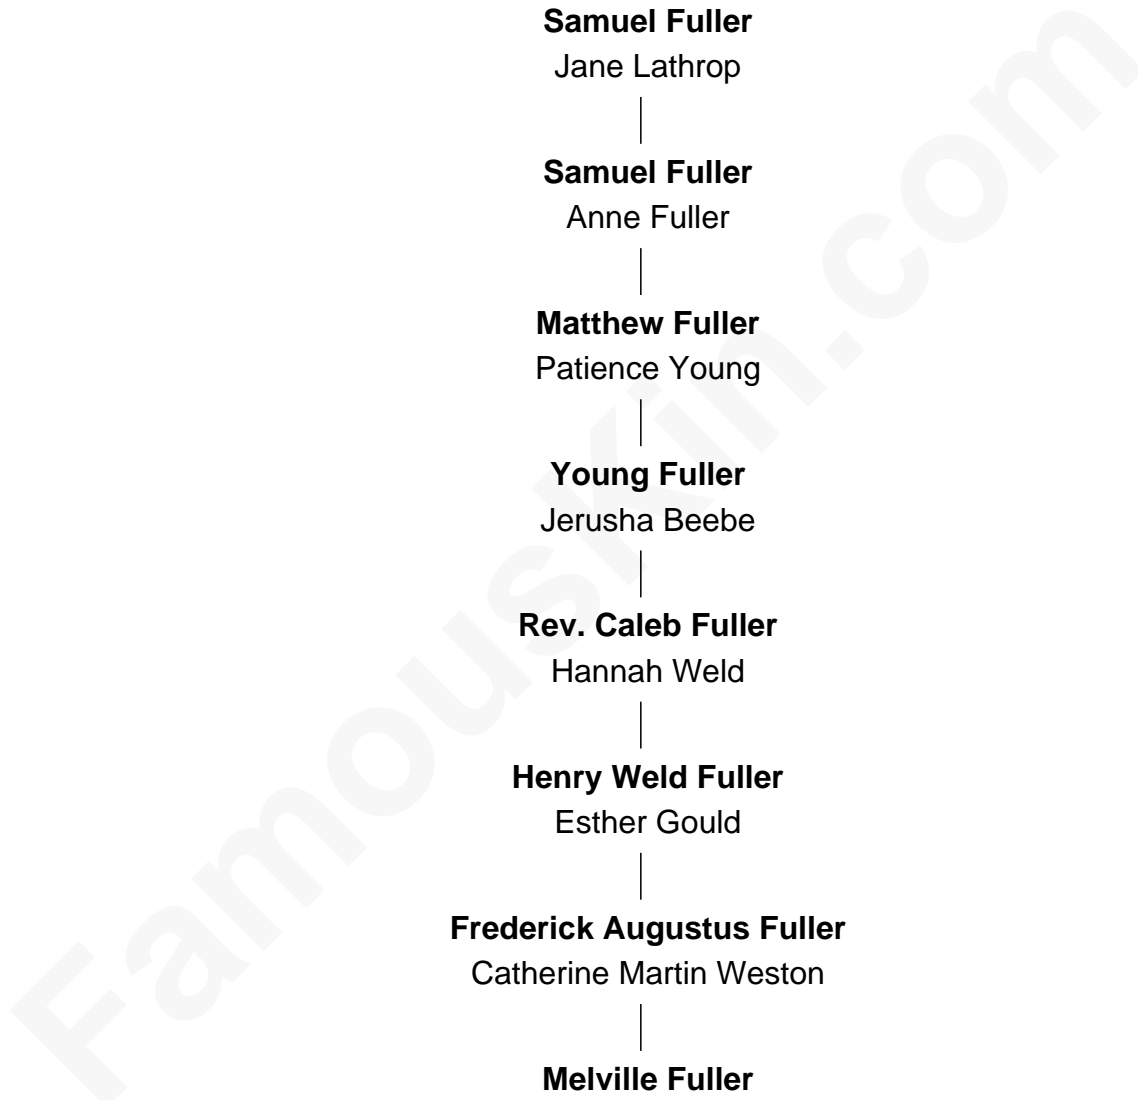 Samuel Fuller
Jane Lathrop
Samuel Fuller
Anne Fuller
Matthew Fuller
Patience Young
Young Fuller
Jerusha Beebe
Rev. Caleb Fuller
Hannah Weld
Henry Weld Fuller
Esther Gould
Frederick Augustus Fuller
Catherine Martin Weston
Melville Fuller
FamousKin.com